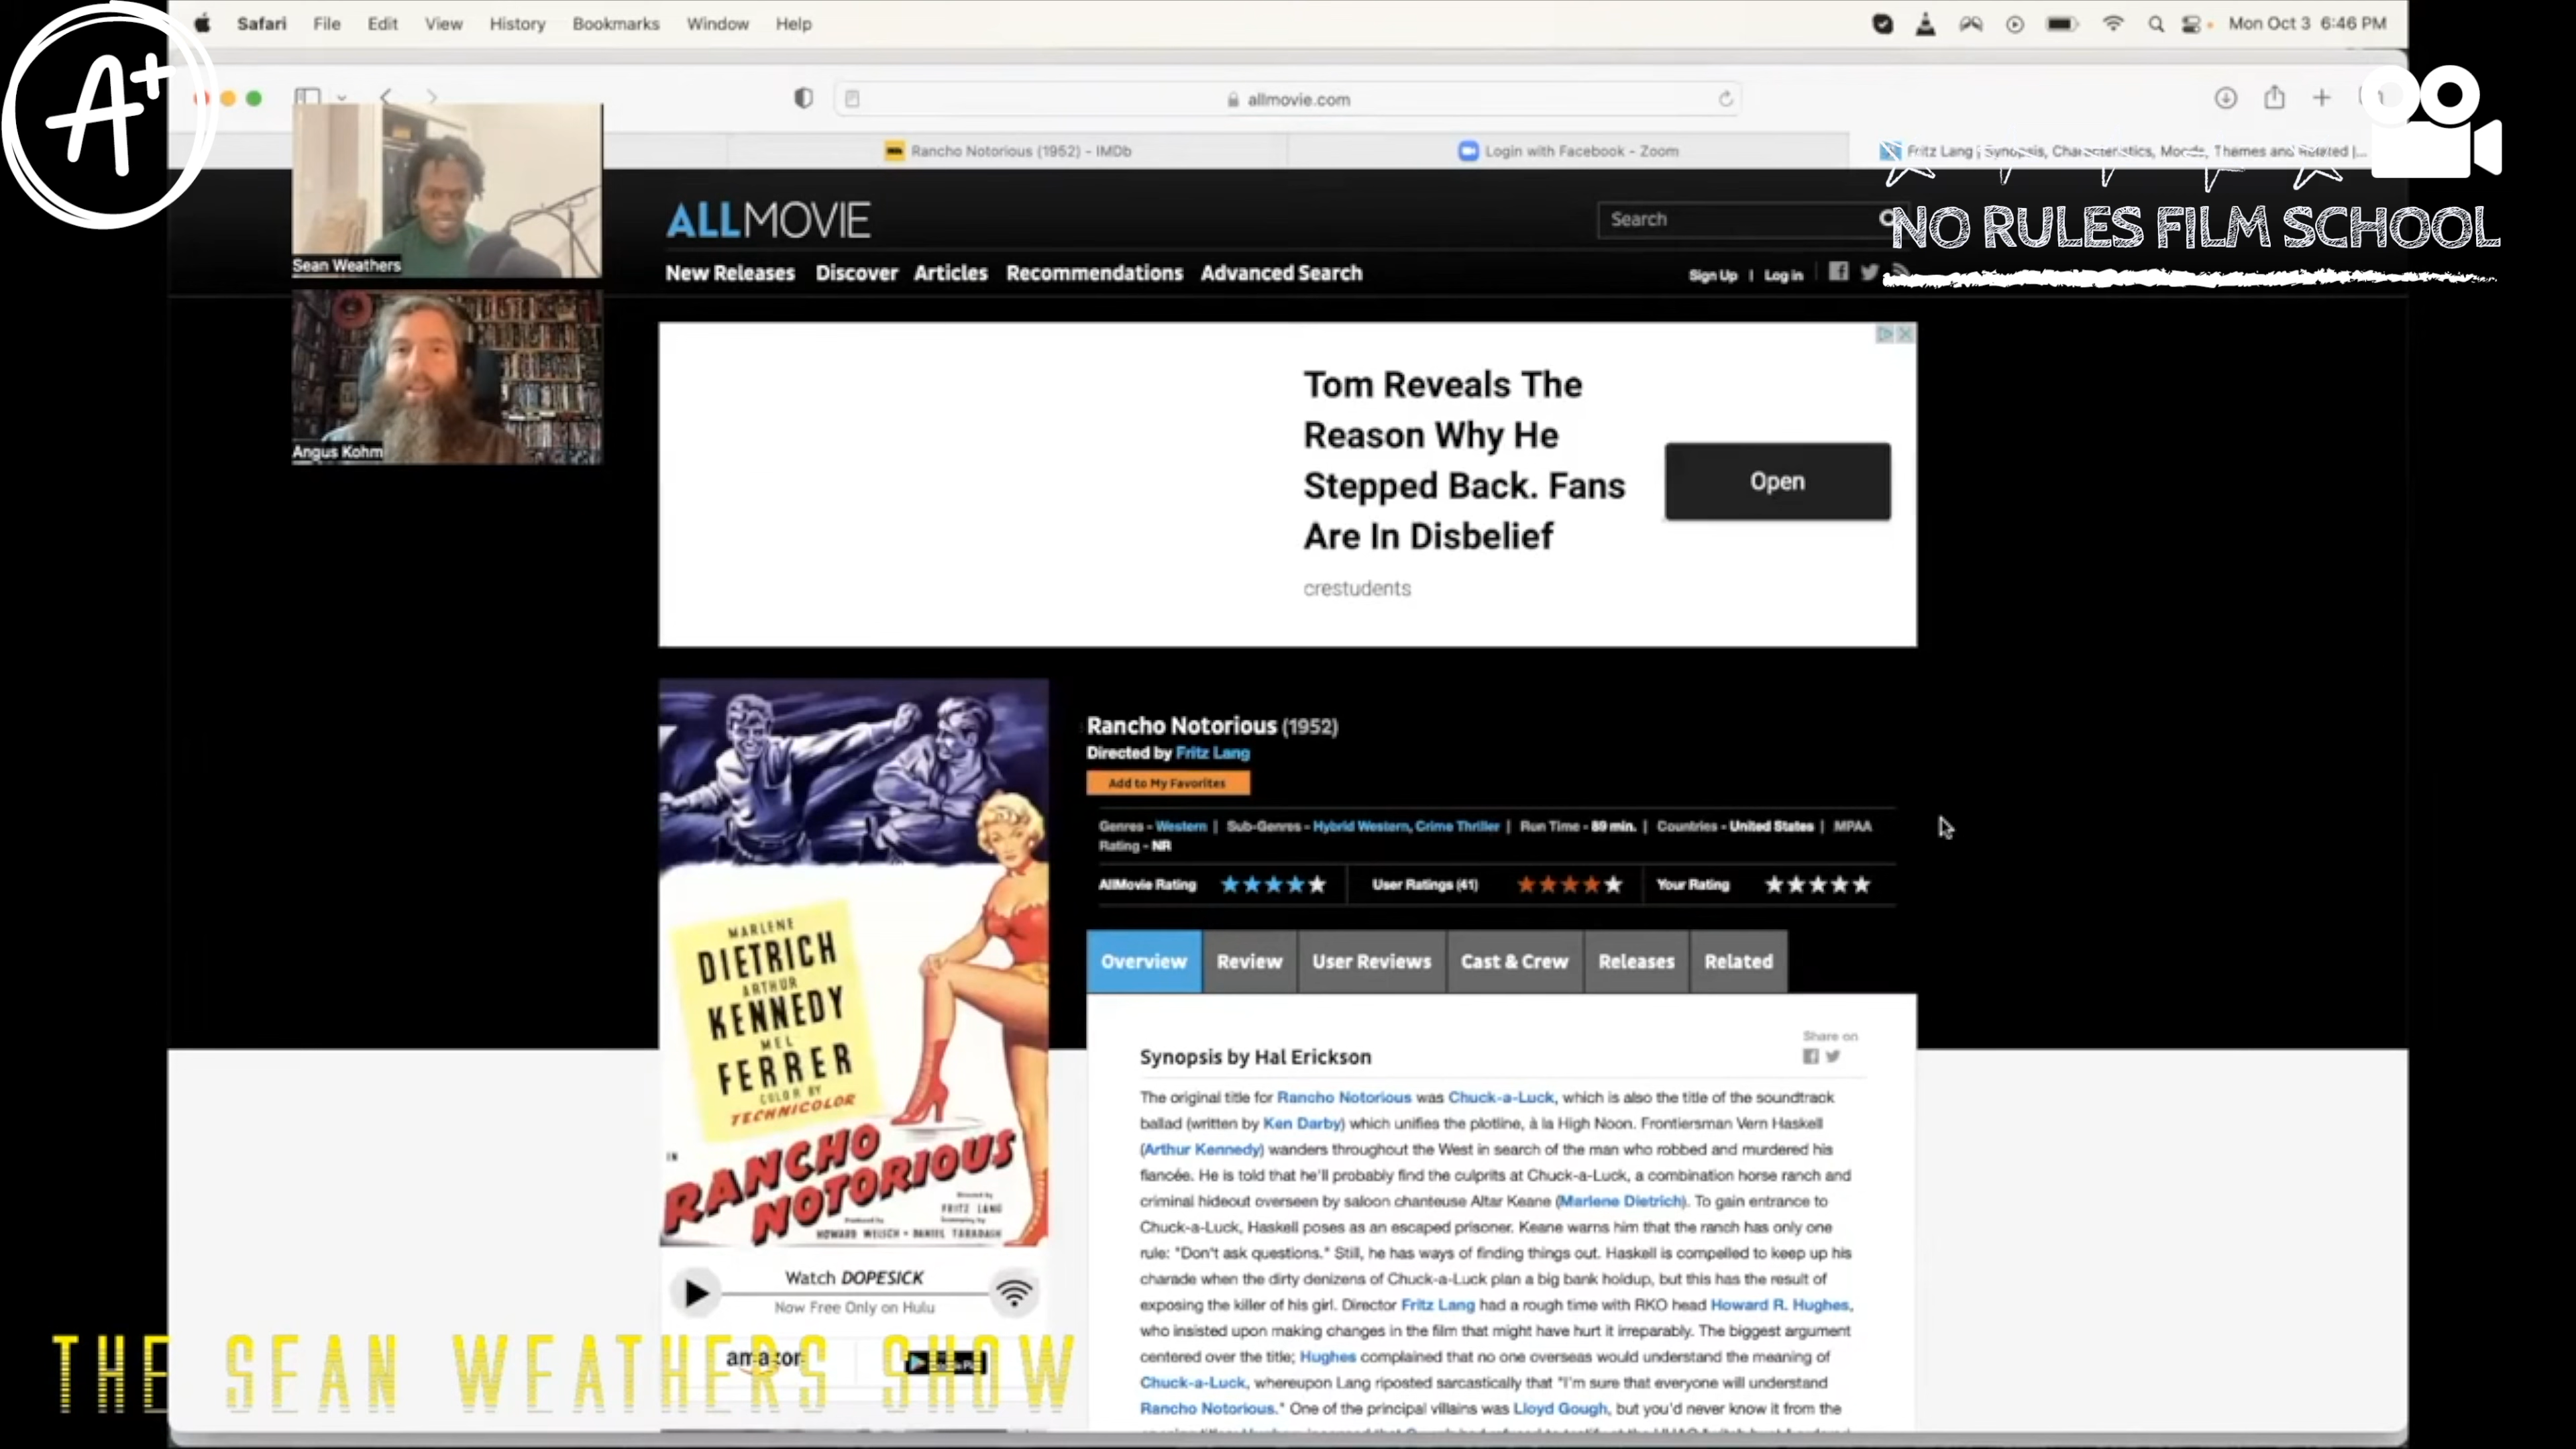 Safari File Edit View History Bookmarks Window Help
Mon Oct 3 6:46 PM
A+
allmovie.com
Rancho Notorious (1952) - IMDb
Login with Facebook - Zoom
Fritz Lang | Synopsis, Characteristics, Moods, Themes and Related |...
NO RULES FILM SCHOOL
Sean Weathers
Angus Kohm
ALLMOVIE
Search
New Releases Discover Articles Recommendations Advanced Search
Sign Up | Log in
Tom Reveals The
Reason Why He
Stepped Back. Fans
Are In Disbelief
crestudents
Open
Rancho Notorious (1952)
Directed by Fritz Lang
Add to My Favorites
Genres - Western | Sub-Genres - Hybrid Western, Crime Thriller | Run Time - 89 min. | Countries - United States | MPAA
Rating - NR
AllMovie Rating
User Ratings (41)
Your Rating
Overview Review User Reviews Cast & Crew Releases Related
MARLENE
DIETRICH
ARTHUR
KENNEDY
MEL
FERRER
COLOR BY
TECHNICOLOR
IN
RANCHO
NOTORIOUS
Directed by
FRITZ LANG
HOWARD WELSCH • DANIEL TARADASH
Share on
Synopsis by Hal Erickson
The original title for Rancho Notorious was Chuck-a-Luck, which is also the title of the soundtrack
ballad (written by Ken Darby) which unifies the plotline, à la High Noon. Frontiersman Vern Haskell
(Arthur Kennedy) wanders throughout the West in search of the man who robbed and murdered his
fiancée. He is told that he'll probably find the culprits at Chuck-a-Luck, a combination horse ranch and
criminal hideout overseen by saloon chanteuse Altar Keane (Marlene Dietrich). To gain entrance to
Chuck-a-Luck, Haskell poses as an escaped prisoner. Keane warns him that the ranch has only one
rule: "Don't ask questions." Still, he has ways of finding things out. Haskell is compelled to keep up his
charade when the dirty denizens of Chuck-a-Luck plan a big bank holdup, but this has the result of
exposing the killer of his girl. Director Fritz Lang had a rough time with RKO head Howard R. Hughes,
who insisted upon making changes in the film that might have hurt it irreparably. The biggest argument
centered over the title; Hughes complained that no one overseas would understand the meaning of
Chuck-a-Luck, whereupon Lang riposted sarcastically that "I'm sure that everyone will understand
Rancho Notorious." One of the principal villains was Lloyd Gough, but you'd never know it from the
Watch DOPESICK
Now Free Only on Hulu
amazon
THE SEAN WEATHERS SHOW